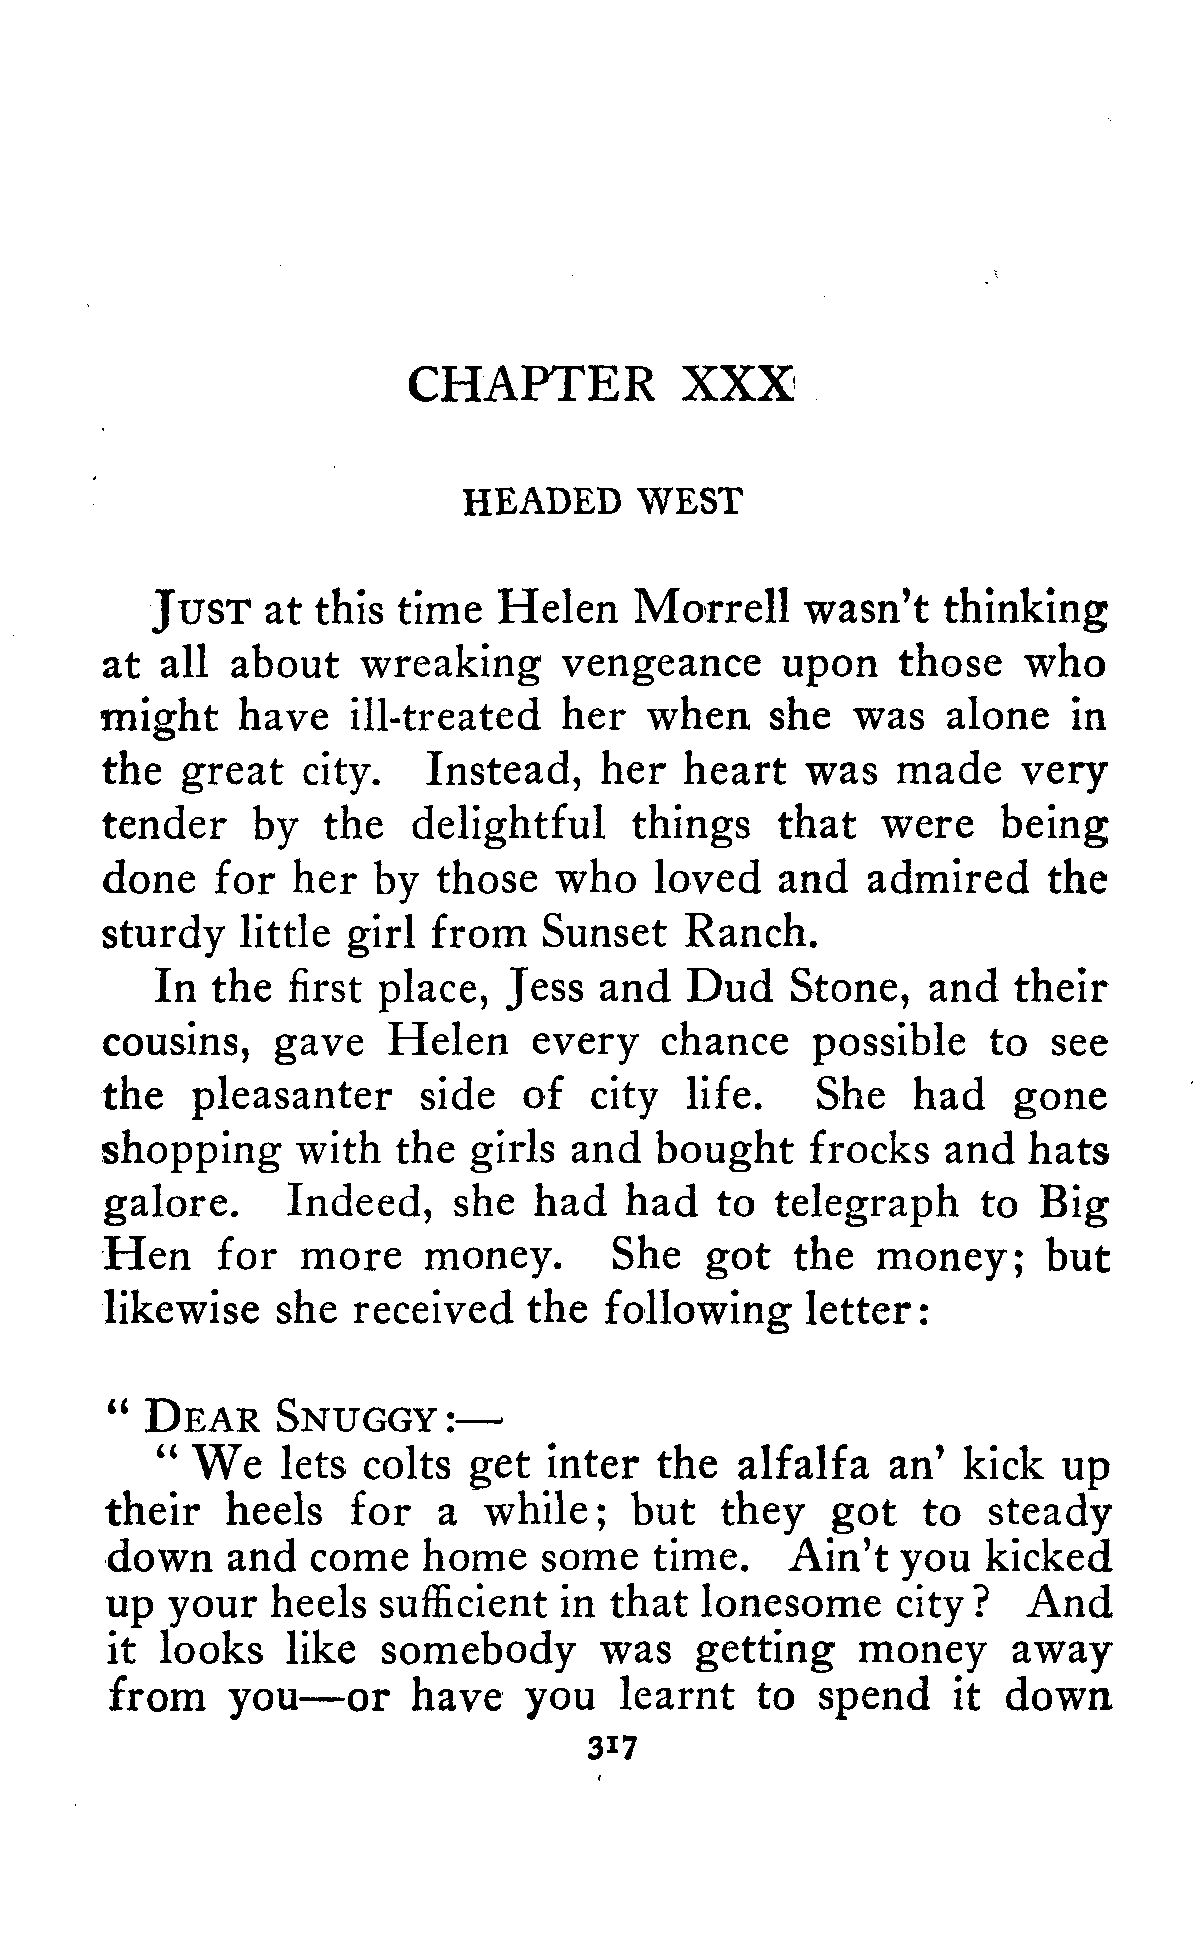 CHAPTER XXX
HEADED WEST
JUST at this time Helen Morrell wasn't thinking
at all about wreaking vengeance upon those who
might have ill-treated her when she was alone in
the great city. Instead, her heart was made very
tender by the delightful things that were being
done for her by those who loved and admired the
sturdy little girl from Sunset Ranch.
In the first place, Jess and Dud Stone, and their
cousins, gave Helen every chance possible to see
the pleasanter side of city life. She had gone
shopping with the girls and bought frocks and hats
galore. Indeed, she had had to telegraph to Big
Hen for more money. She got the money; but
likewise she received the following letter:
" DEAR SNUGGY:—
" We lets colts get inter the alfalfa an' kick up
their heels for a while; but they got to steady
down and come home some time. Ain't you kicked
up your heels sufficient in that lonesome city? And
it looks like somebody was getting money away
from you—or have you learnt to spend it down
317